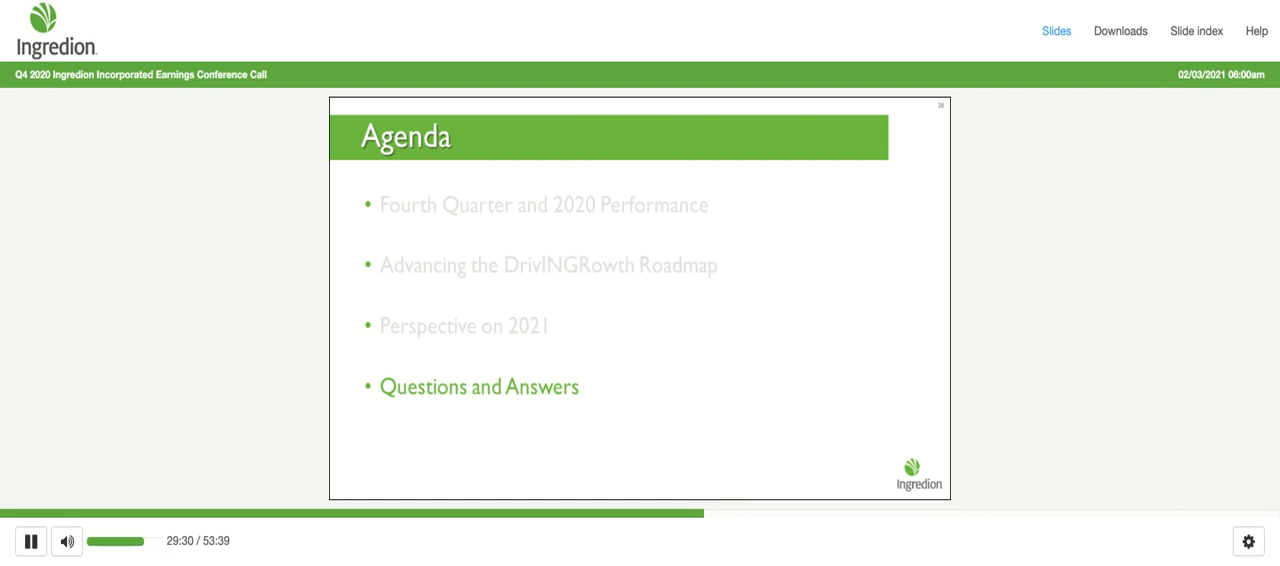 Ingredion
Slides Downloads Slide index Help
Q4 2020 Ingredion Incorporated Earnings Conference Call 02/03/2021 06:00am
Agenda
• Fourth Quarter and 2020 Performance
• Advancing the DrivINGRowth Roadmap
• Perspective on 2021
• Questions and Answers
Ingredion
29:30 / 53:39